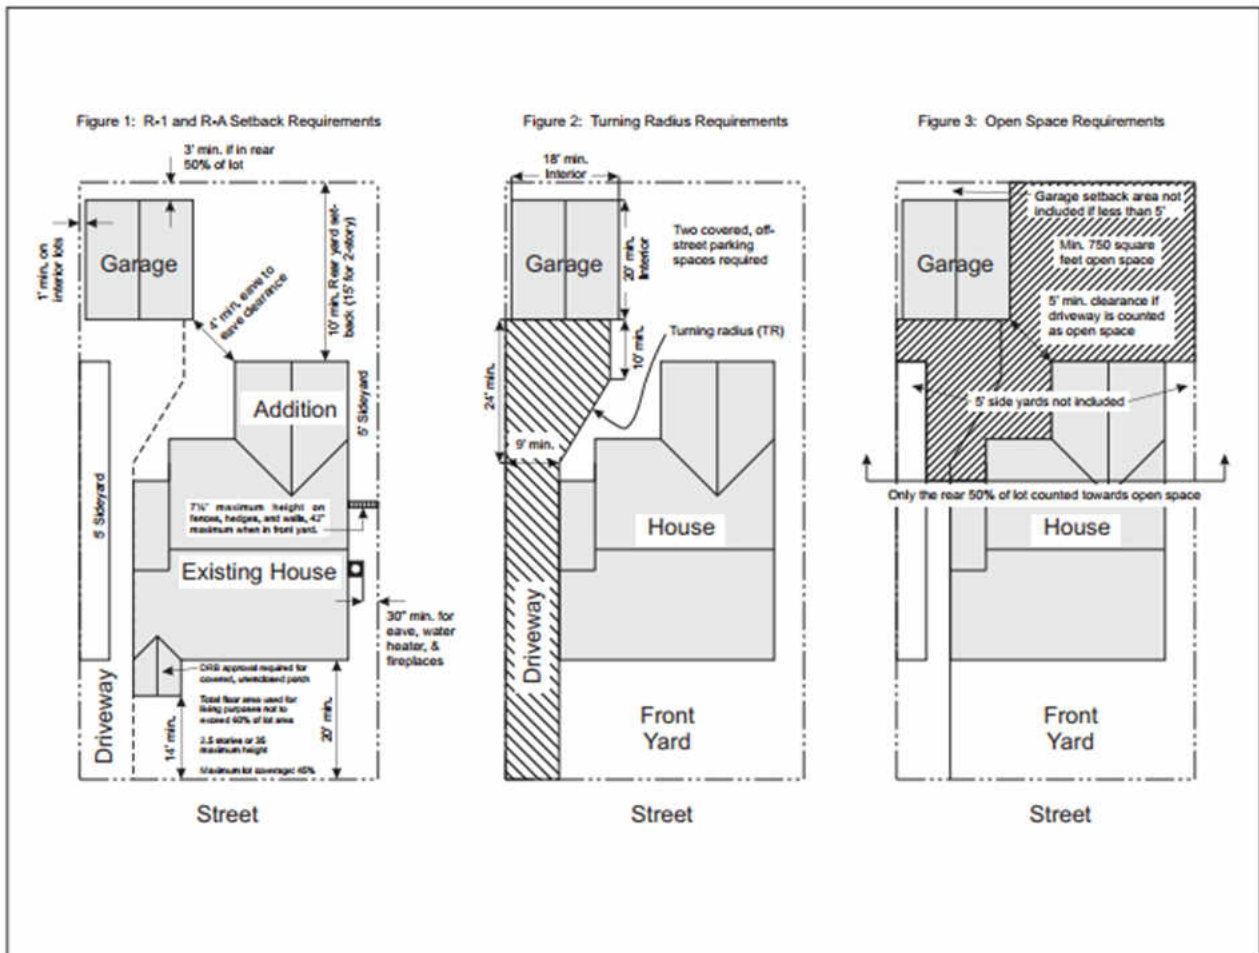 Figure 1: R-1 and R-A Setback Requirements
3' min. if in rear
50% of lot
1' min. on
interior lots
Garage
4' min. eave to
eave clearance
10' min. Rear yard set-
back (15' for 2-story)
Addition
5' Sideyard
5' Sideyard
7½' maximum height on
fences, hedges, and walls, 42"
maximum when in front yard.
Existing House
30" min. for
eave, water
heater, &
fireplaces
DRB approval required for
covered, unenclosed porch
Total floor area used for
living purposes not to
exceed 60% of lot area
2.5 stories or 35
maximum height
Maximum lot coverage: 45%
Driveway
14' min.
20' min.
Street
Figure 2: Turning Radius Requirements
18' min.
Interior
Garage
20' min.
Interior
Two covered, off-
street parking
spaces required
Turning radius (TR)
10' min.
24' min.
9' min.
House
Driveway
Front
Yard
Street
Figure 3: Open Space Requirements
Garage setback area not
included if less than 5'
Garage
Min. 750 square
feet open space
5' min. clearance if
driveway is counted
as open space
5' side yards not included
Only the rear 50% of lot counted towards open space
House
Front
Yard
Street